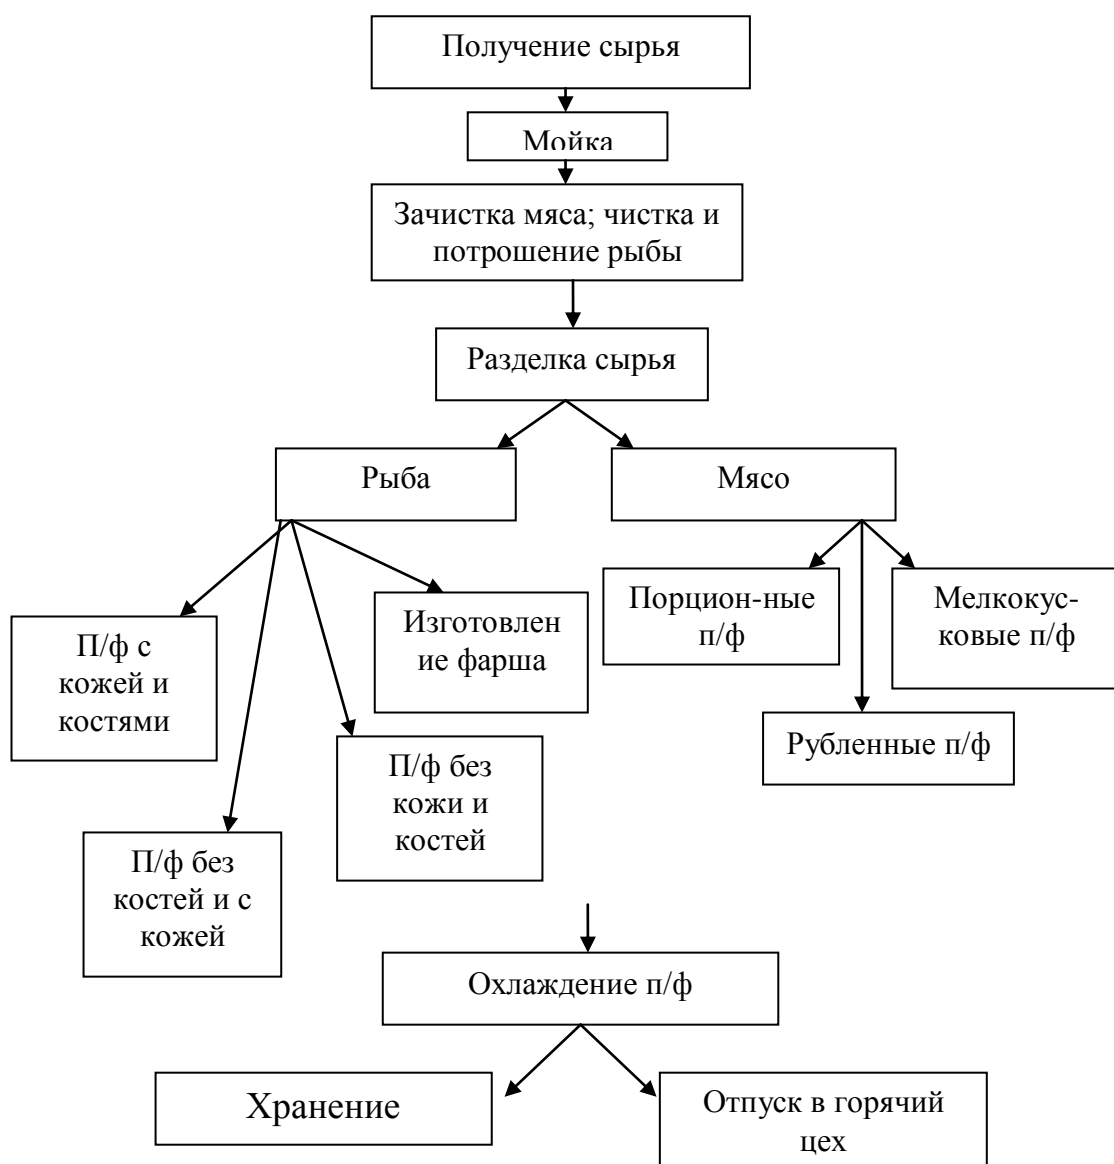 Получение сырья
Мойка
Зачистка мяса; чистка и
потрошение рыбы
Разделка сырья
Рыба
Мясо
П/ф с
кожей и
костями
Изготовлен
ие фарша
Порцион-ные
п/ф
Мелкокус-
ковые п/ф
Рубленные п/ф
П/ф без
кожи и
костей
П/ф без
костей и с
кожей
Охлаждение п/ф
Хранение
Отпуск в горячий
цех